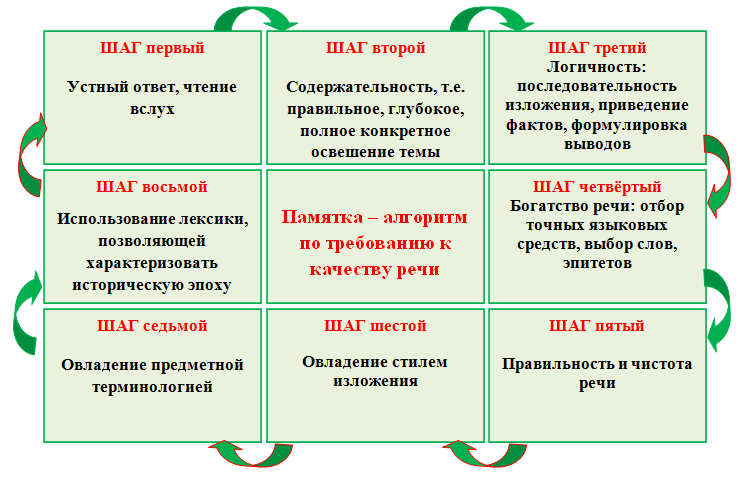 ШАГ первый
Устный ответ, чтение
вслух
ШАГ второй
Содержательность, т.е.
правильное, глубокое,
полное конкретное
освешение темы
ШАГ третий
Логичность:
последовательность
изложения, приведение
фактов, формулировка
выводов
ШАГ восьмой
Использование лексики,
позволяющей
характеризовать
историческую эпоху
Памятка – алгоритм
по требованию к
качеству речи
ШАГ четвёртый
Богатство речи: отбор
точных языковых
средств, выбор слов,
эпитетов
ШАГ седьмой
Овладение предметной
терминологией
ШАГ шестой
Овладение стилем
изложения
ШАГ пятый
Правильность и чистота
речи